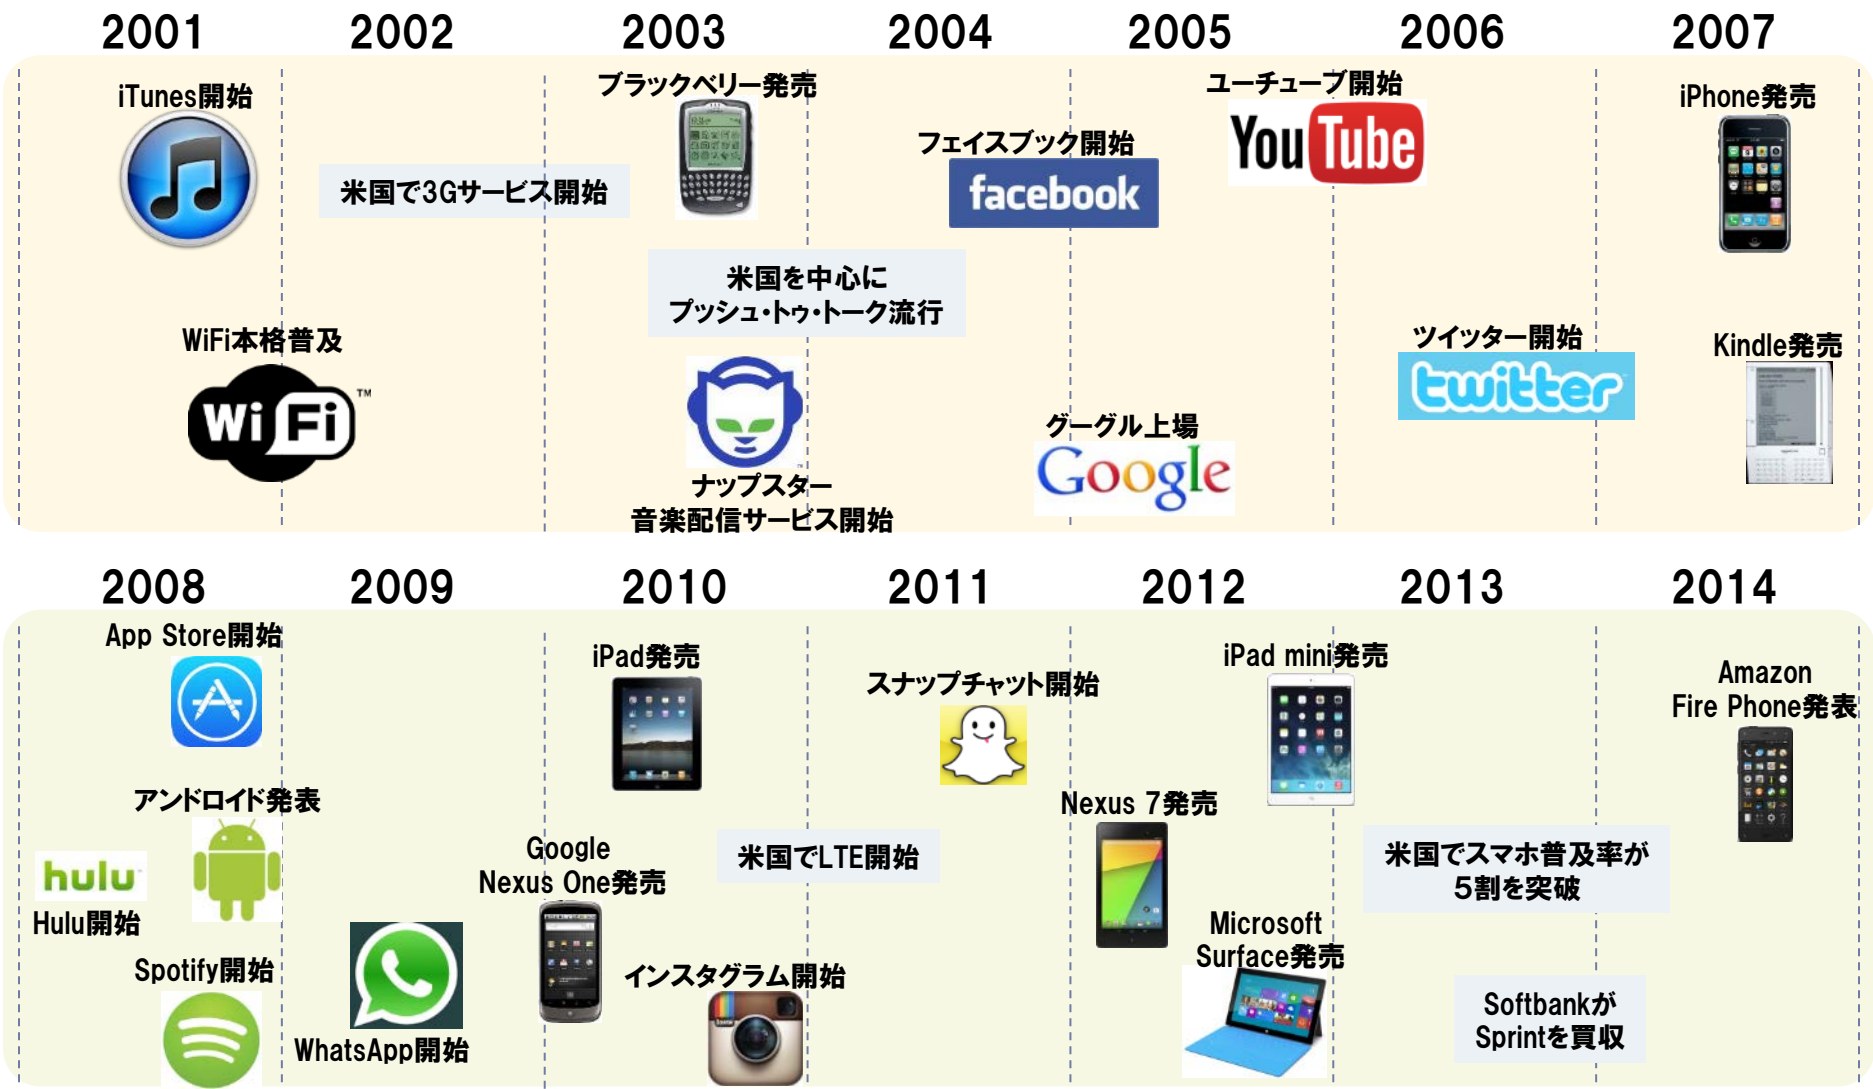 2001 2002 2003 2004 2005 2006 2007
iTunes開始
WiFi本格普及
WiFi™
米国で3Gサービス開始
ブラックベリー発売
米国を中心に
プッシュ・トゥ・トーク流行
ナップスター
音楽配信サービス開始
フェイスブック開始
facebook
グーグル上場
Google
ユーチューブ開始
YouTube
ツイッター開始
twitter
iPhone発売
Kindle発売
2008 2009 2010 2011 2012 2013 2014
App Store開始
アンドロイド発表
hulu
Hulu開始
Spotify開始
WhatsApp開始
Google
Nexus One発売
iPad発売
米国でLTE開始
インスタグラム開始
スナップチャット開始
Nexus 7発売
iPad mini発売
Microsoft
Surface発売
米国でスマホ普及率が
5割を突破
Softbankが
Sprintを買収
Amazon
Fire Phone発表